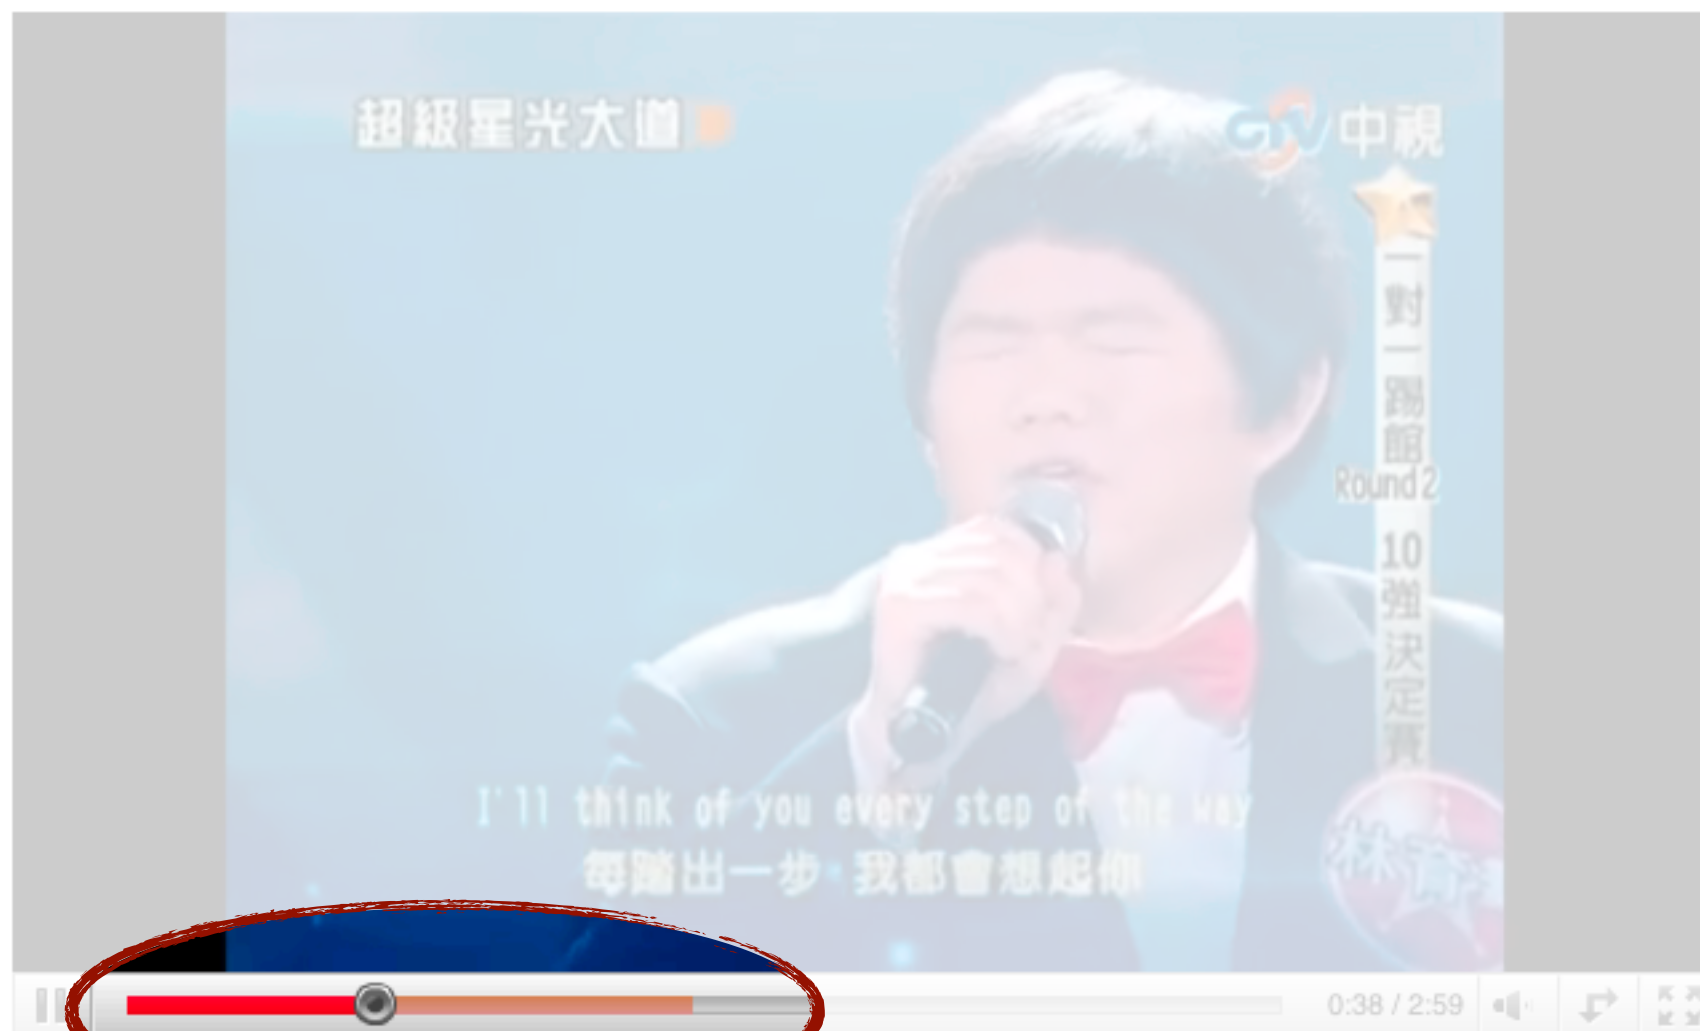 超級星光大道
CTV中視
一對一踢館
Round 2
10強決定賽
I'll think of you every step of the way
每踏出一步 我都會想起你
林育
0:38 / 2:59